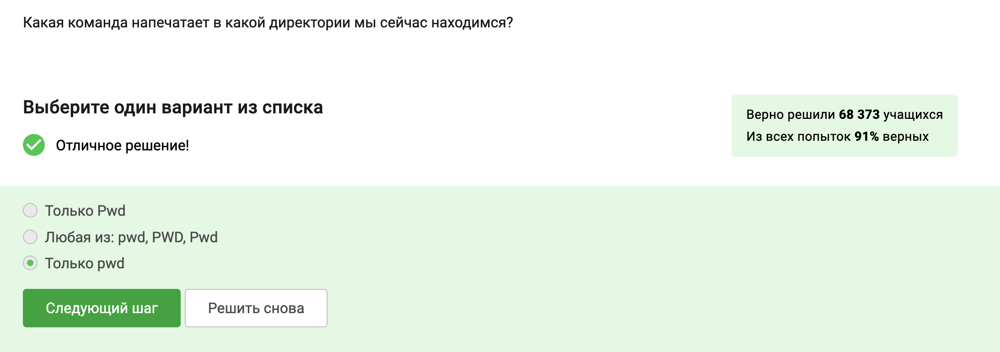 Какая команда напечатает в какой директории мы сейчас находимся?
Выберите один вариант из списка
Отличное решение!
Верно решили 68 373 учащихся
Из всех попыток 91% верных
Только Pwd
Любая из: pwd, PWD, Pwd
Только pwd
Следующий шаг
Решить снова